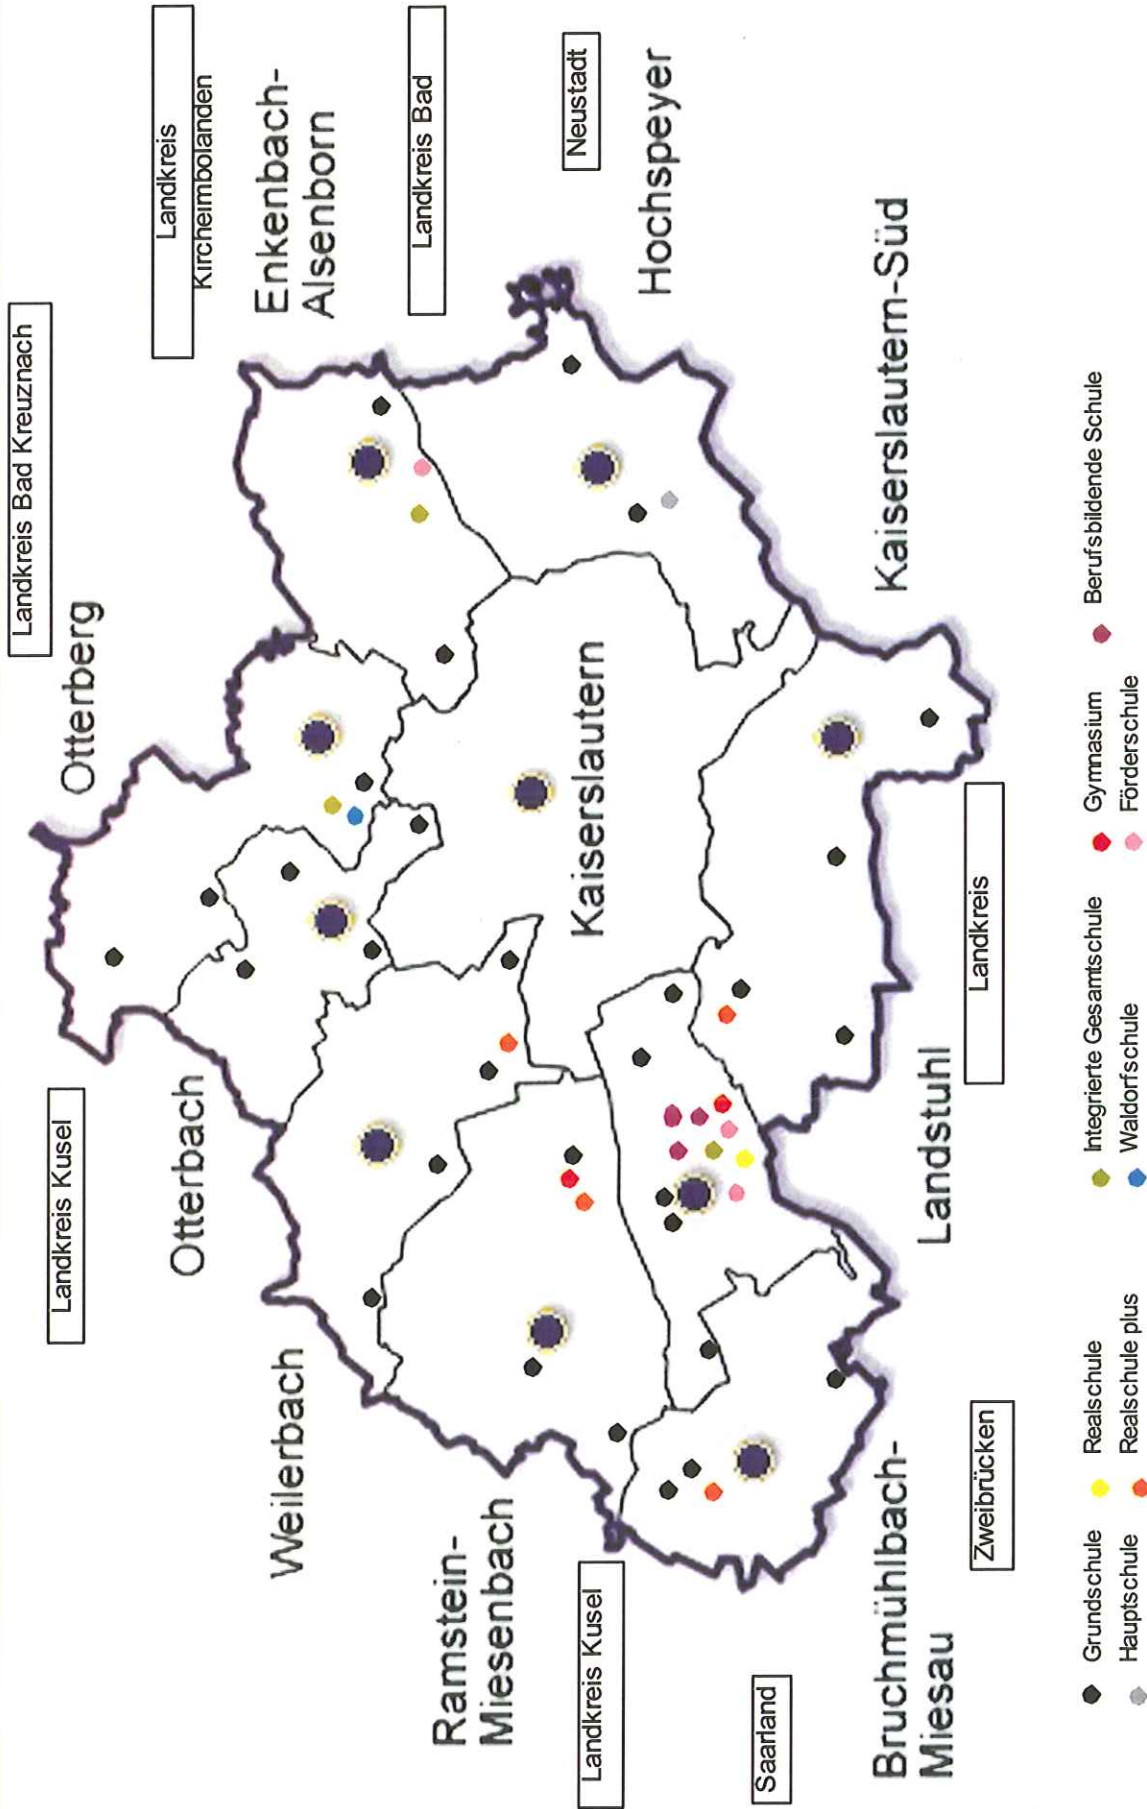 Landkreis Bad Kreuznach
Landkreis
Kircheimbolanden
Otterberg
Enkenbach-
Alsenborn
Landkreis Kusel
Otterbach
Landkreis Bad
Weilerbach
Neustadt
Ramstein-
Miesenbach
Hochspeyer
Kaiserslautern
Landkreis Kusel
Kaiserslautern-Süd
Saarland
Bruchmühlbach-
Miesau
Landstuhl
Zweibrücken
Landkreis
Grundschule
Realschule
Integrierte Gesamtschule
Gymnasium
Berufsbildende Schule
Hauptschule
Realschule plus
Waldorfschule
Förderschule